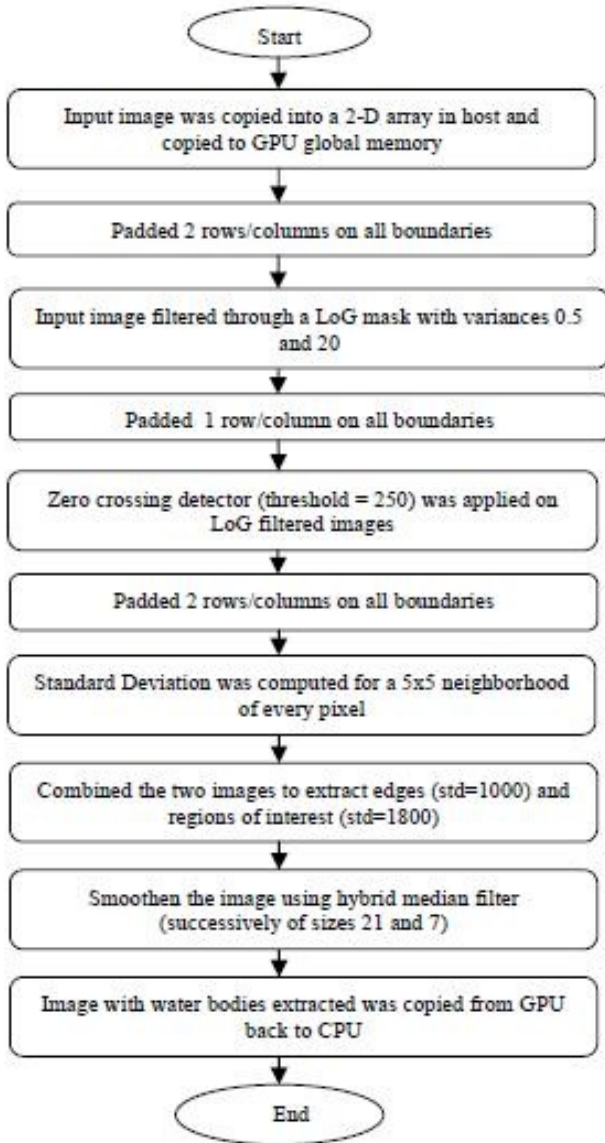 Start
Input image was copied into a 2-D array in host and
copied to GPU global memory
Padded 2 rows/columns on all boundaries
Input image filtered through a LoG mask with variances 0.5
and 20
Padded 1 row/column on all boundaries
Zero crossing detector (threshold = 250) was applied on
LoG filtered images
Padded 2 rows/columns on all boundaries
Standard Deviation was computed for a 5x5 neighborhood
of every pixel
Combined the two images to extract edges (std=1000) and
regions of interest (std=1800)
Smoothen the image using hybrid median filter
(successively of sizes 21 and 7)
Image with water bodies extracted was copied from GPU
back to CPU
End